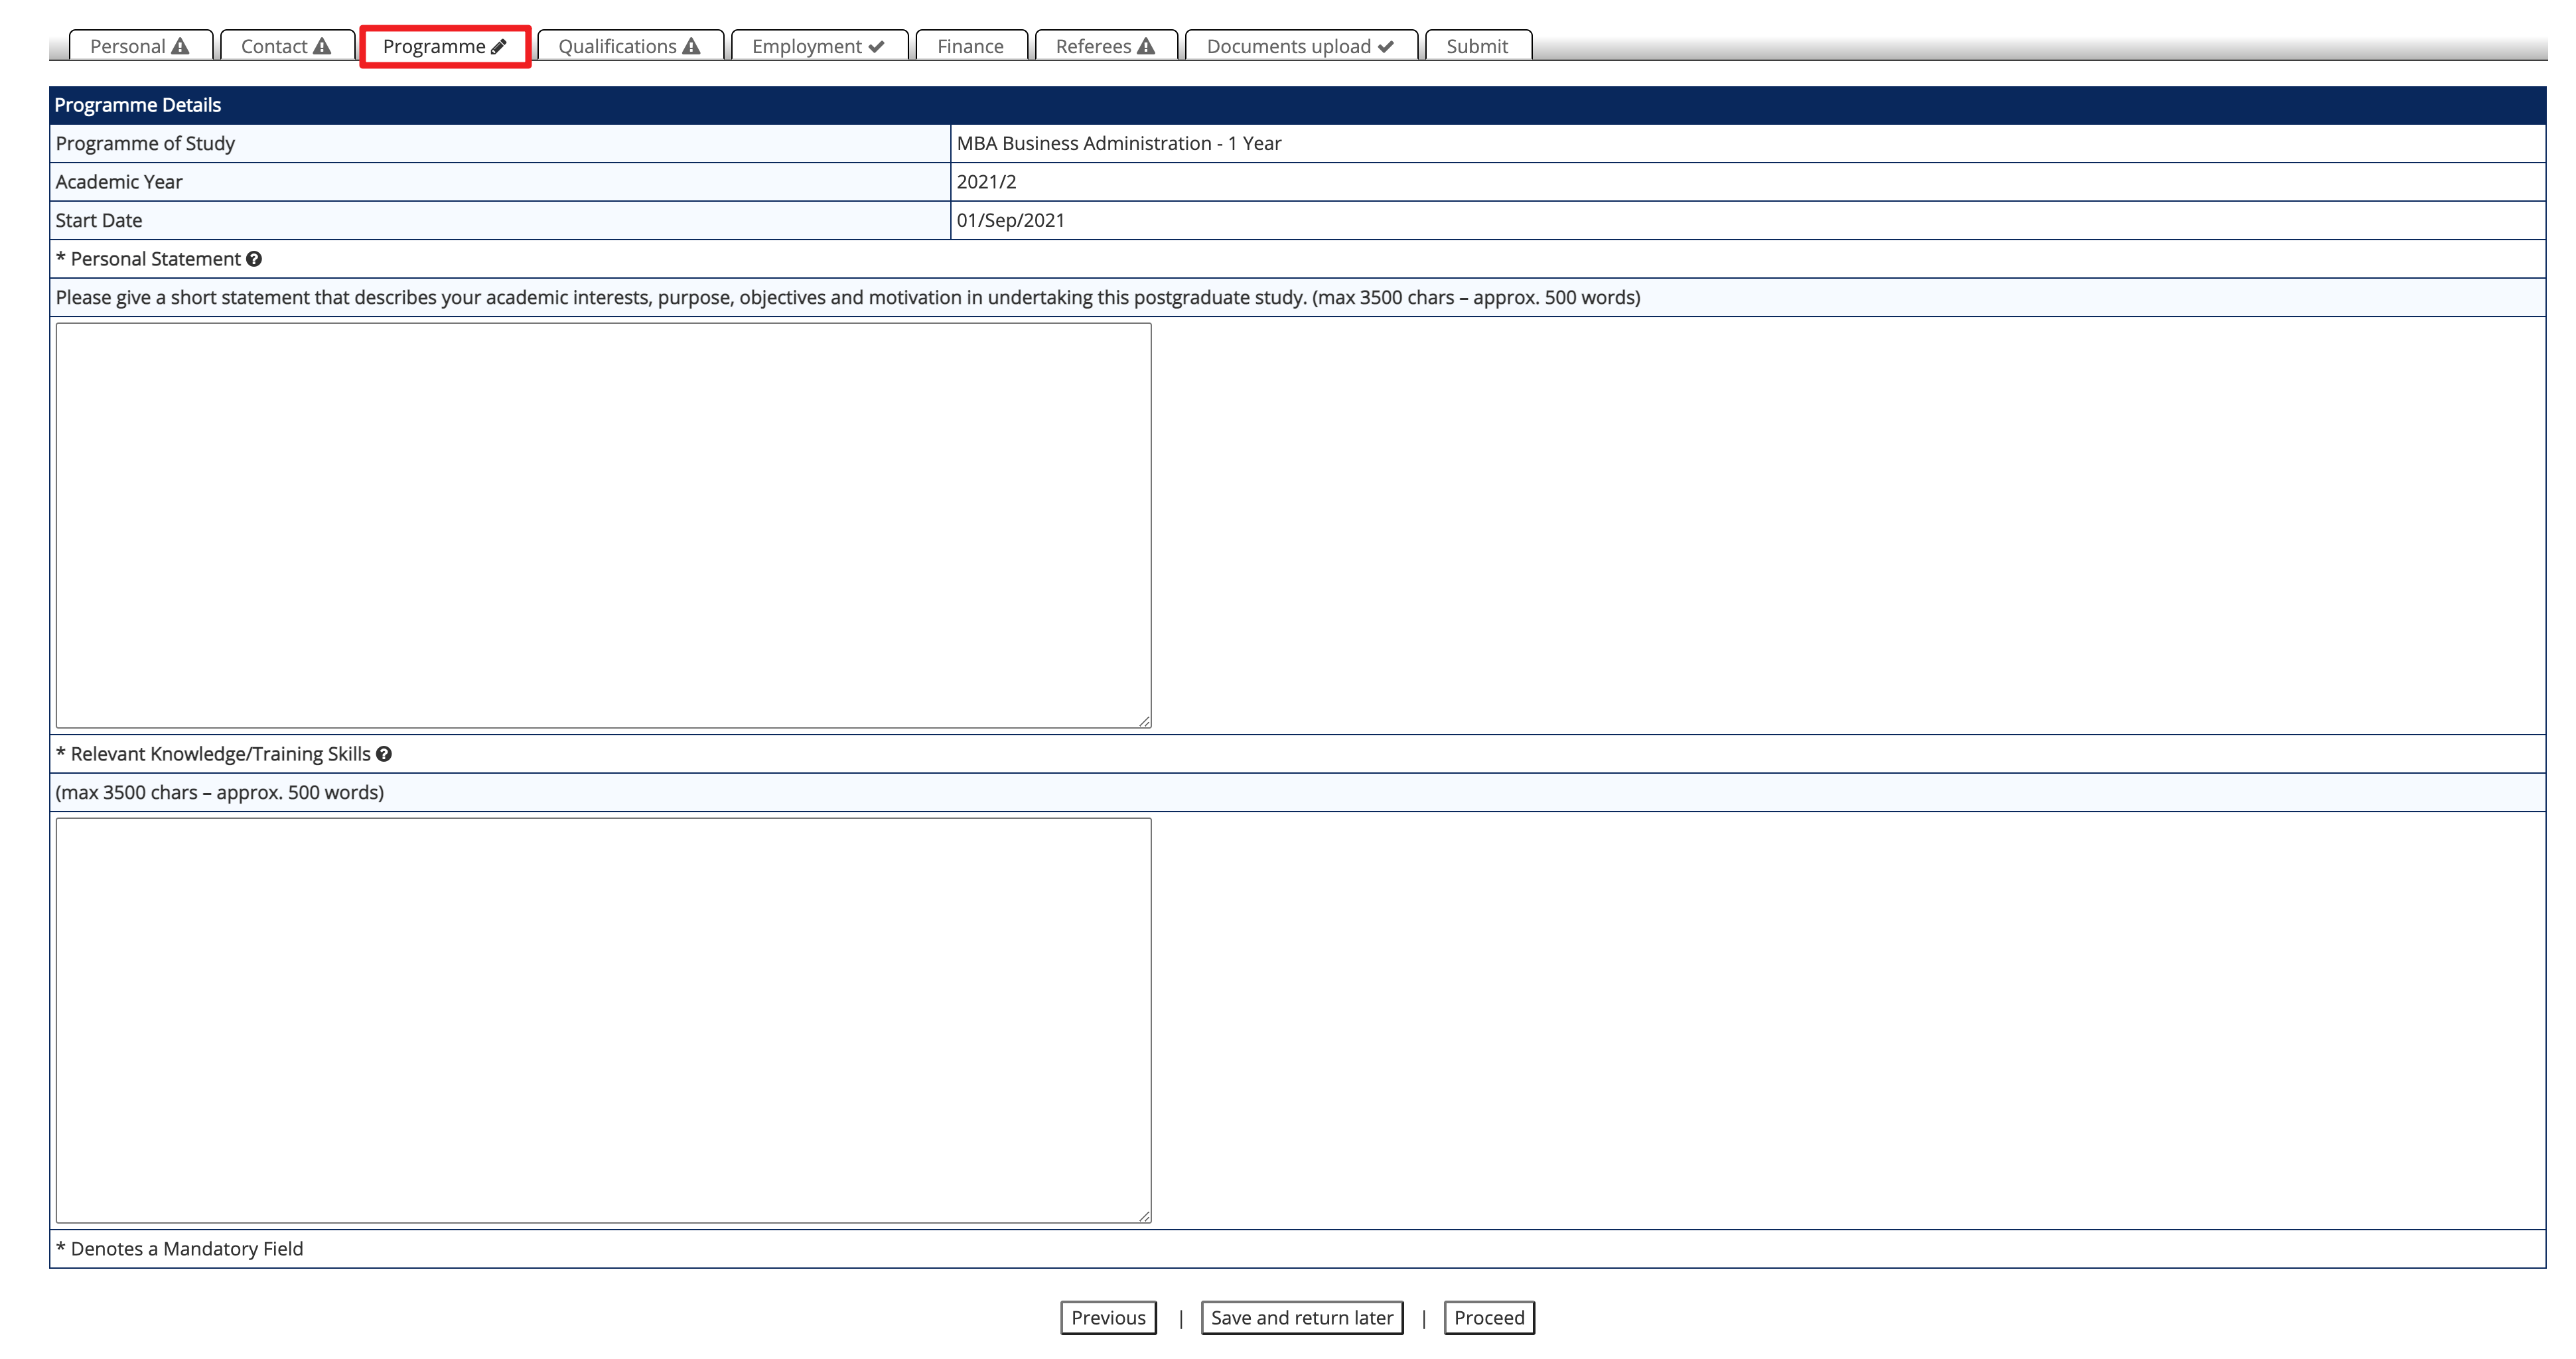 Personal Contact Programme Qualifications Employment Finance Referees Documents upload Submit
Programme Details
Programme of Study MBA Business Administration - 1 Year
Academic Year 2021/2
Start Date 01/Sep/2021
* Personal Statement
Please give a short statement that describes your academic interests, purpose, objectives and motivation in undertaking this postgraduate study. (max 3500 chars – approx. 500 words)
* Relevant Knowledge/Training Skills
(max 3500 chars – approx. 500 words)
* Denotes a Mandatory Field
Previous | Save and return later | Proceed